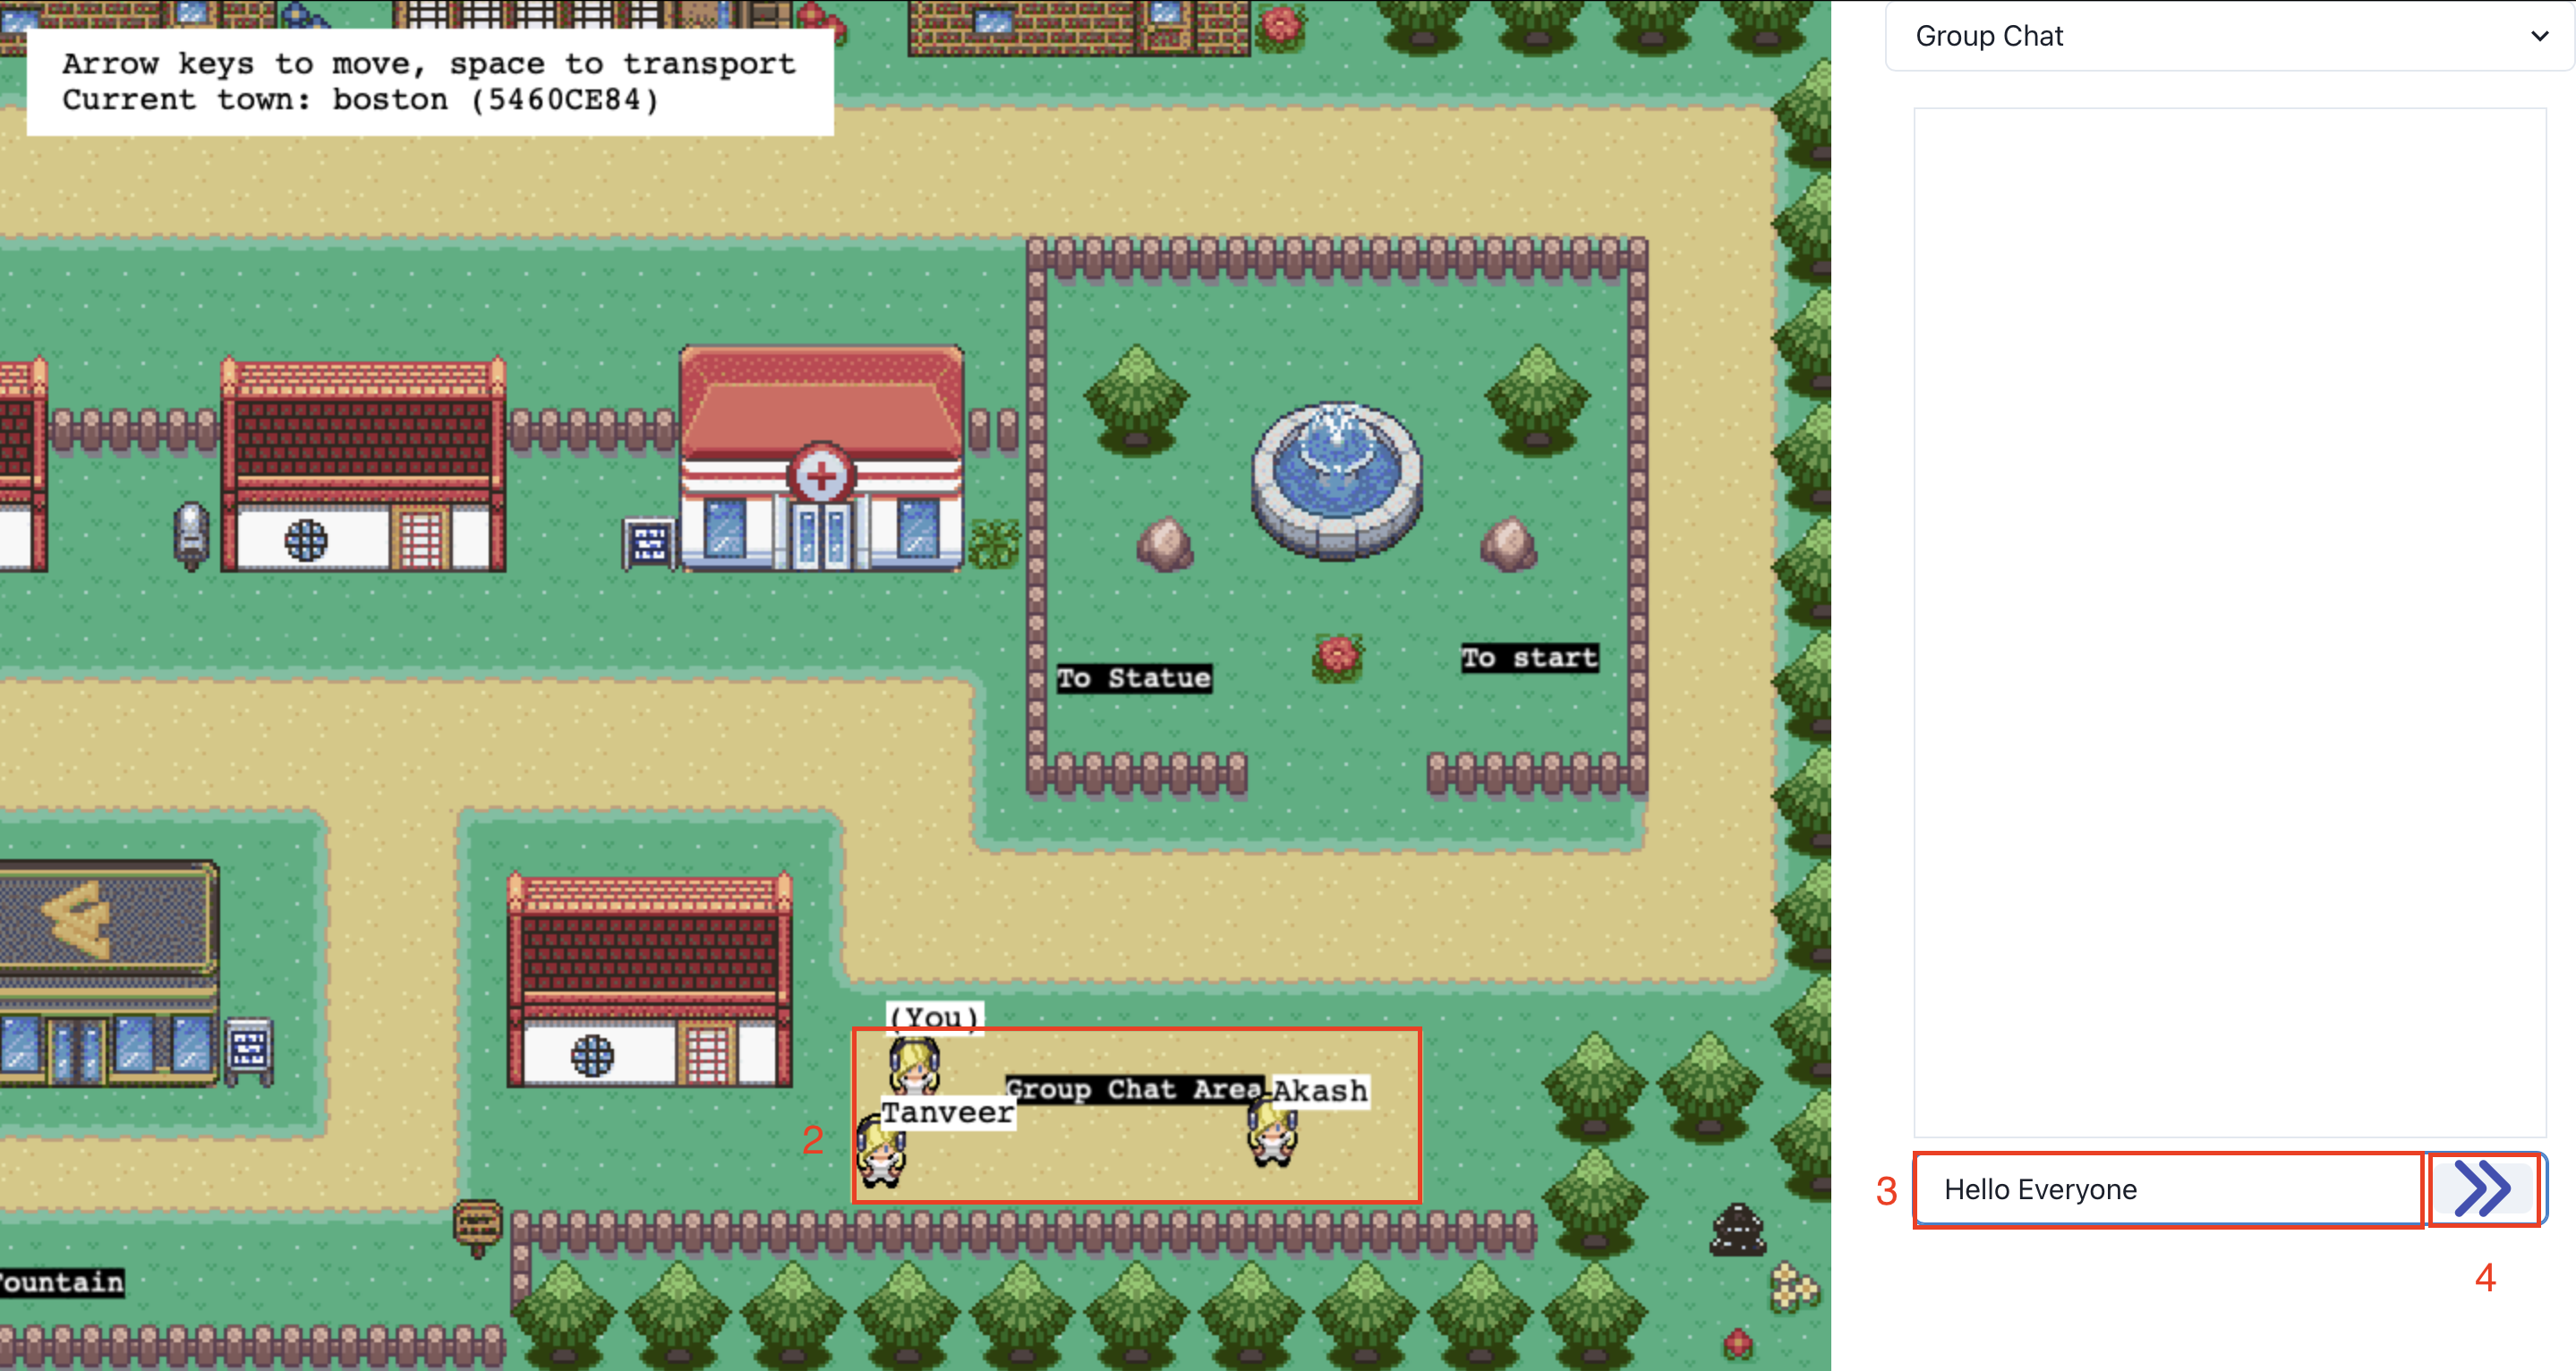 Arrow keys to move, space to transport
Current town: boston (5460CE84)
Group Chat
To Statue
To start
(You)
Group Chat Area
Akash
Tanveer
2
3
Hello Everyone
4
ountain